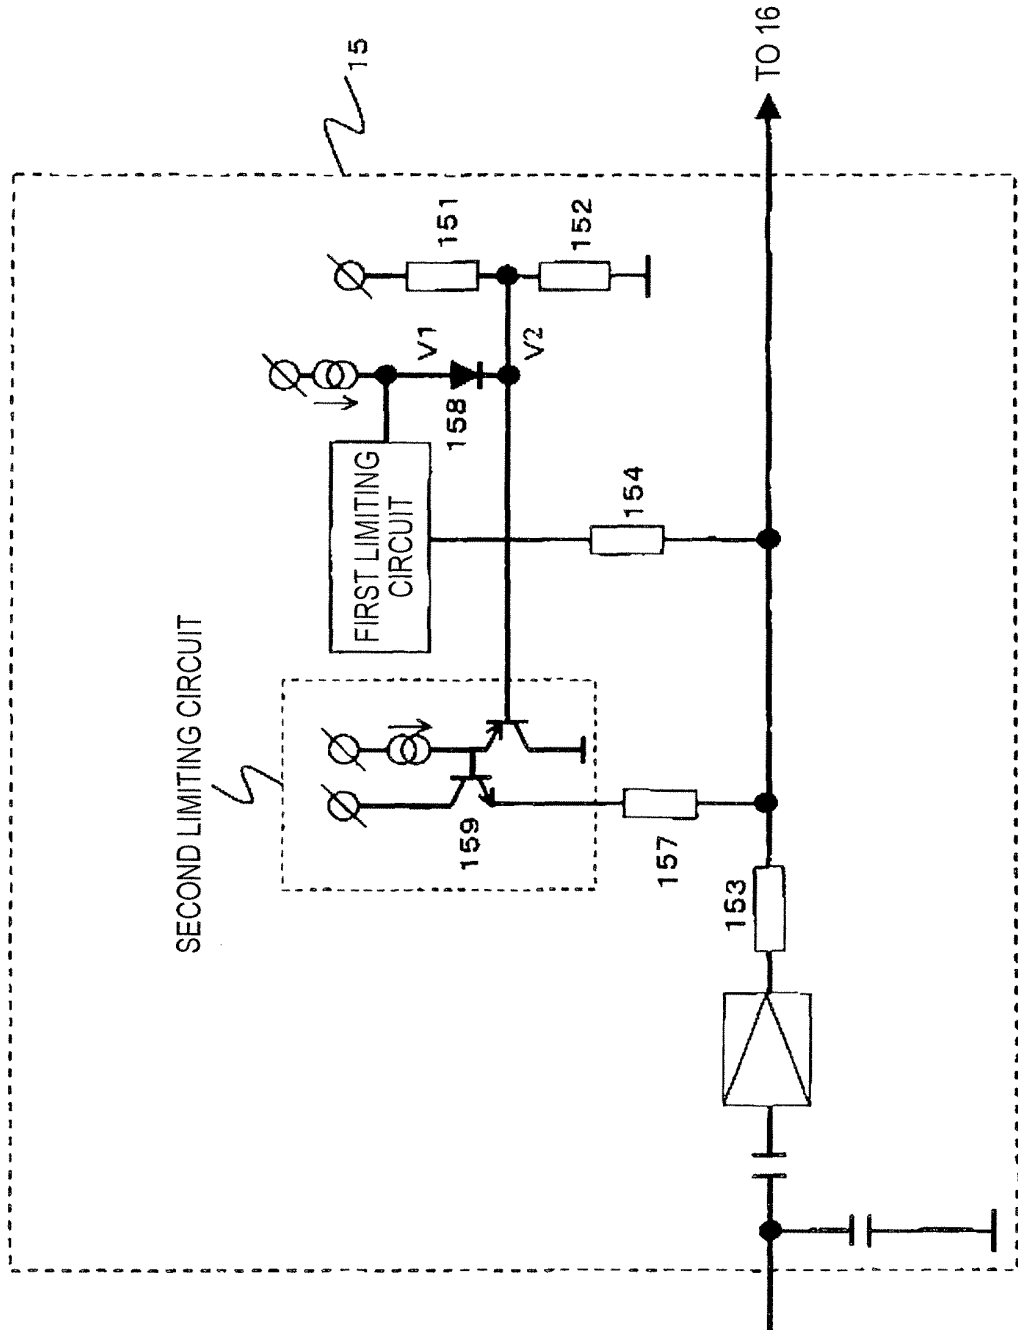 15
TO 16
SECOND LIMITING CIRCUIT
FIRST LIMITING
CIRCUIT
V1
V2
151
152
158
154
159
157
153